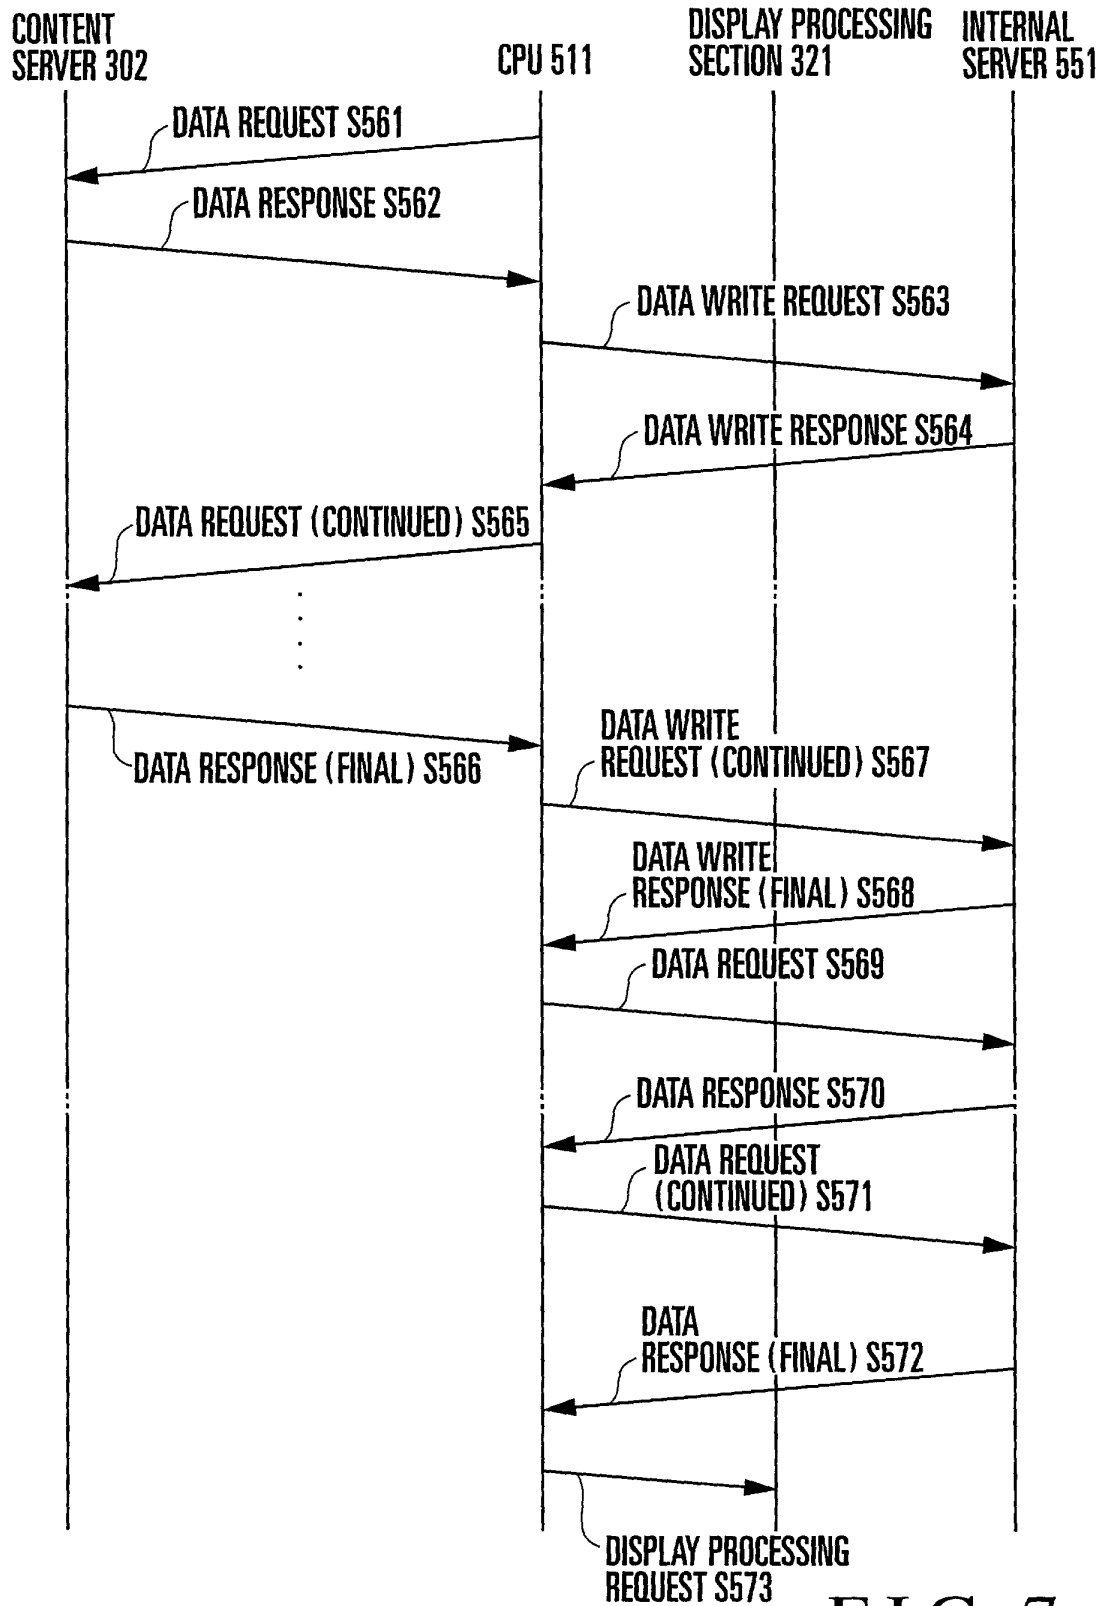 CONTENT
SERVER 302
CPU 511
DISPLAY PROCESSING
SECTION 321
INTERNAL
SERVER 551
DATA REQUEST S561
DATA RESPONSE S562
DATA WRITE REQUEST S563
DATA WRITE RESPONSE S564
DATA REQUEST (CONTINUED) S565
DATA RESPONSE (FINAL) S566
DATA WRITE
REQUEST (CONTINUED) S567
DATA WRITE
RESPONSE (FINAL) S568
DATA REQUEST S569
DATA RESPONSE S570
DATA REQUEST
(CONTINUED) S571
DATA
RESPONSE (FINAL) S572
DISPLAY PROCESSING
REQUEST S573
FIG. 7